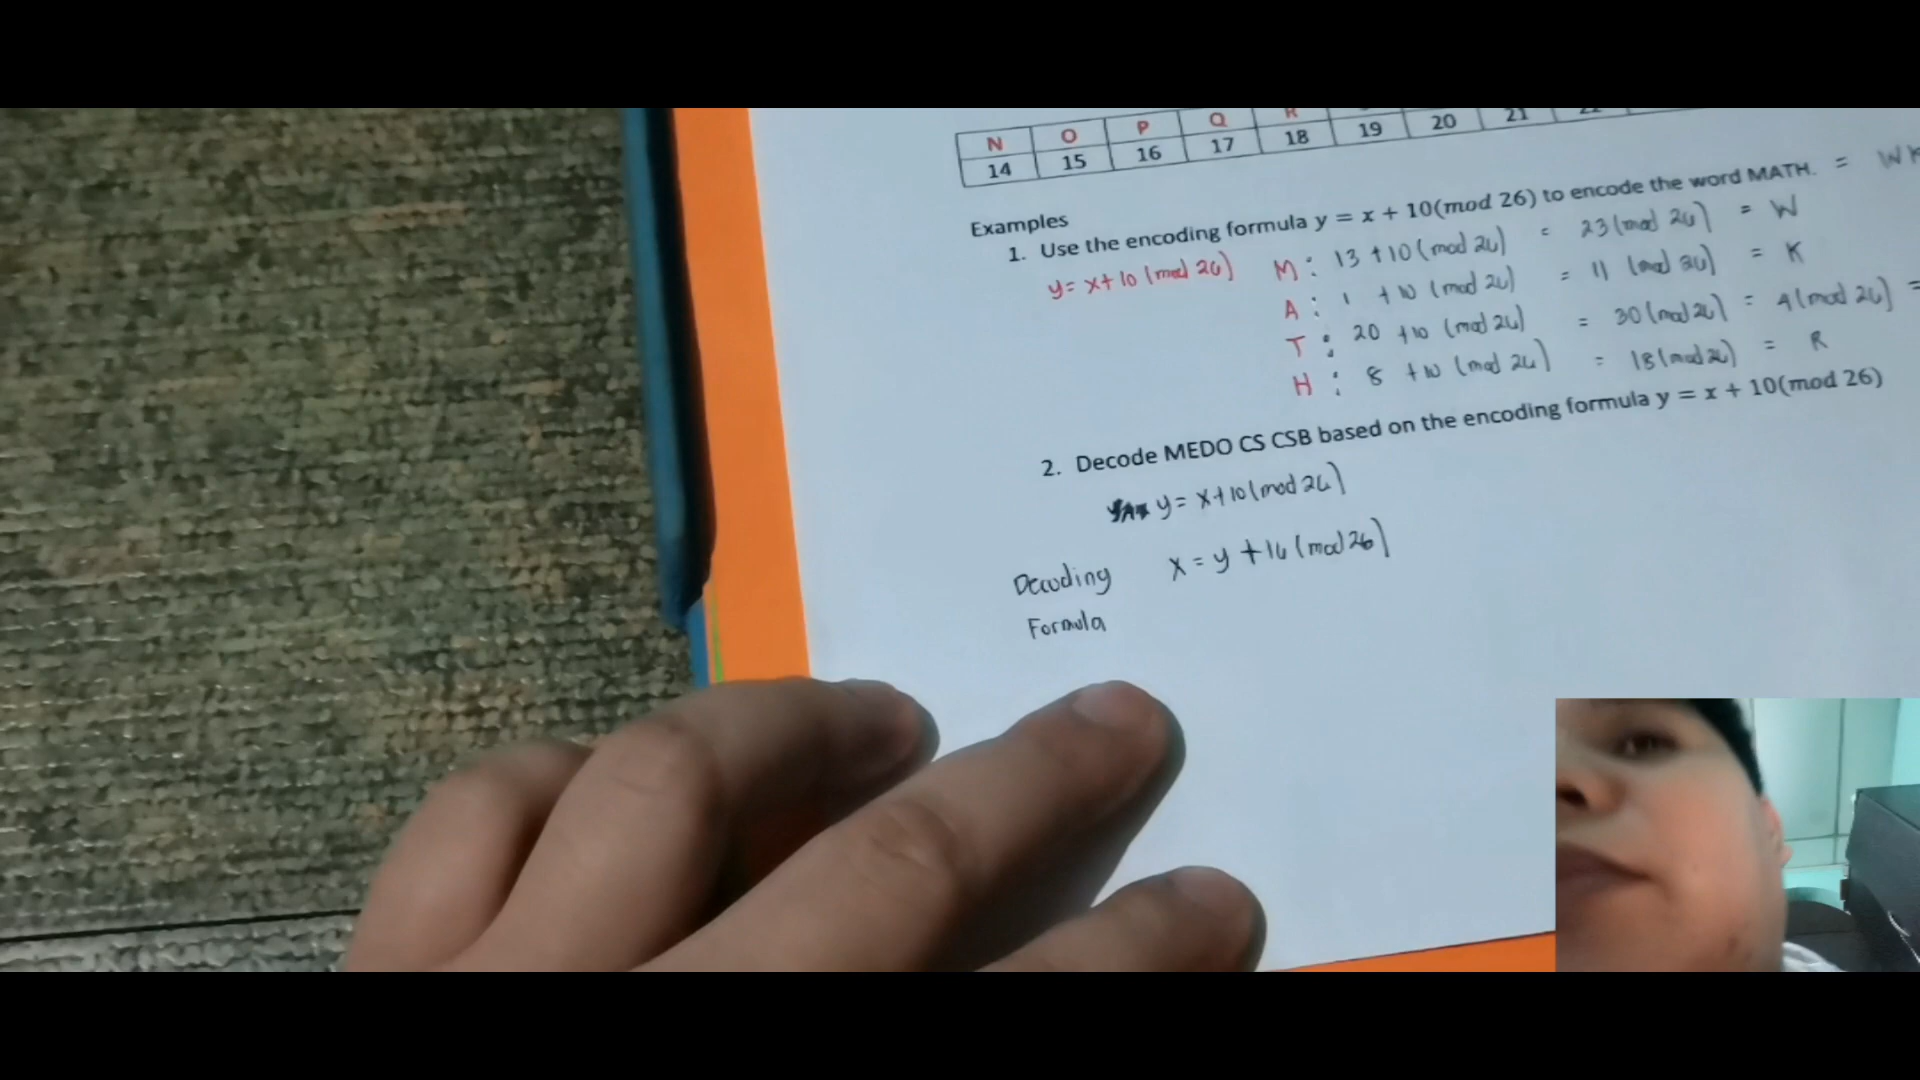 N O P Q R
14 15 16 17 18 19 20 21 22
Examples
1. Use the encoding formula y = x + 10(mod 26) to encode the word MATH. = WK
y = x + 10 (mod 26) M : 13 + 10 (mod 26) = 23 (mod 26) = W
A : 1 + 10 (mod 26) = 11 (mod 26) = K
T : 20 + 10 (mod 26) = 30 (mod 26) = 4 (mod 26) =
H : 8 + 10 (mod 26) = 18 (mod 26) = R
2. Decode MEDO CS CSB based on the encoding formula y = x + 10(mod 26)
y = x + 10 (mod 26)
Decoding x = y + 16 (mod 26)
Formula